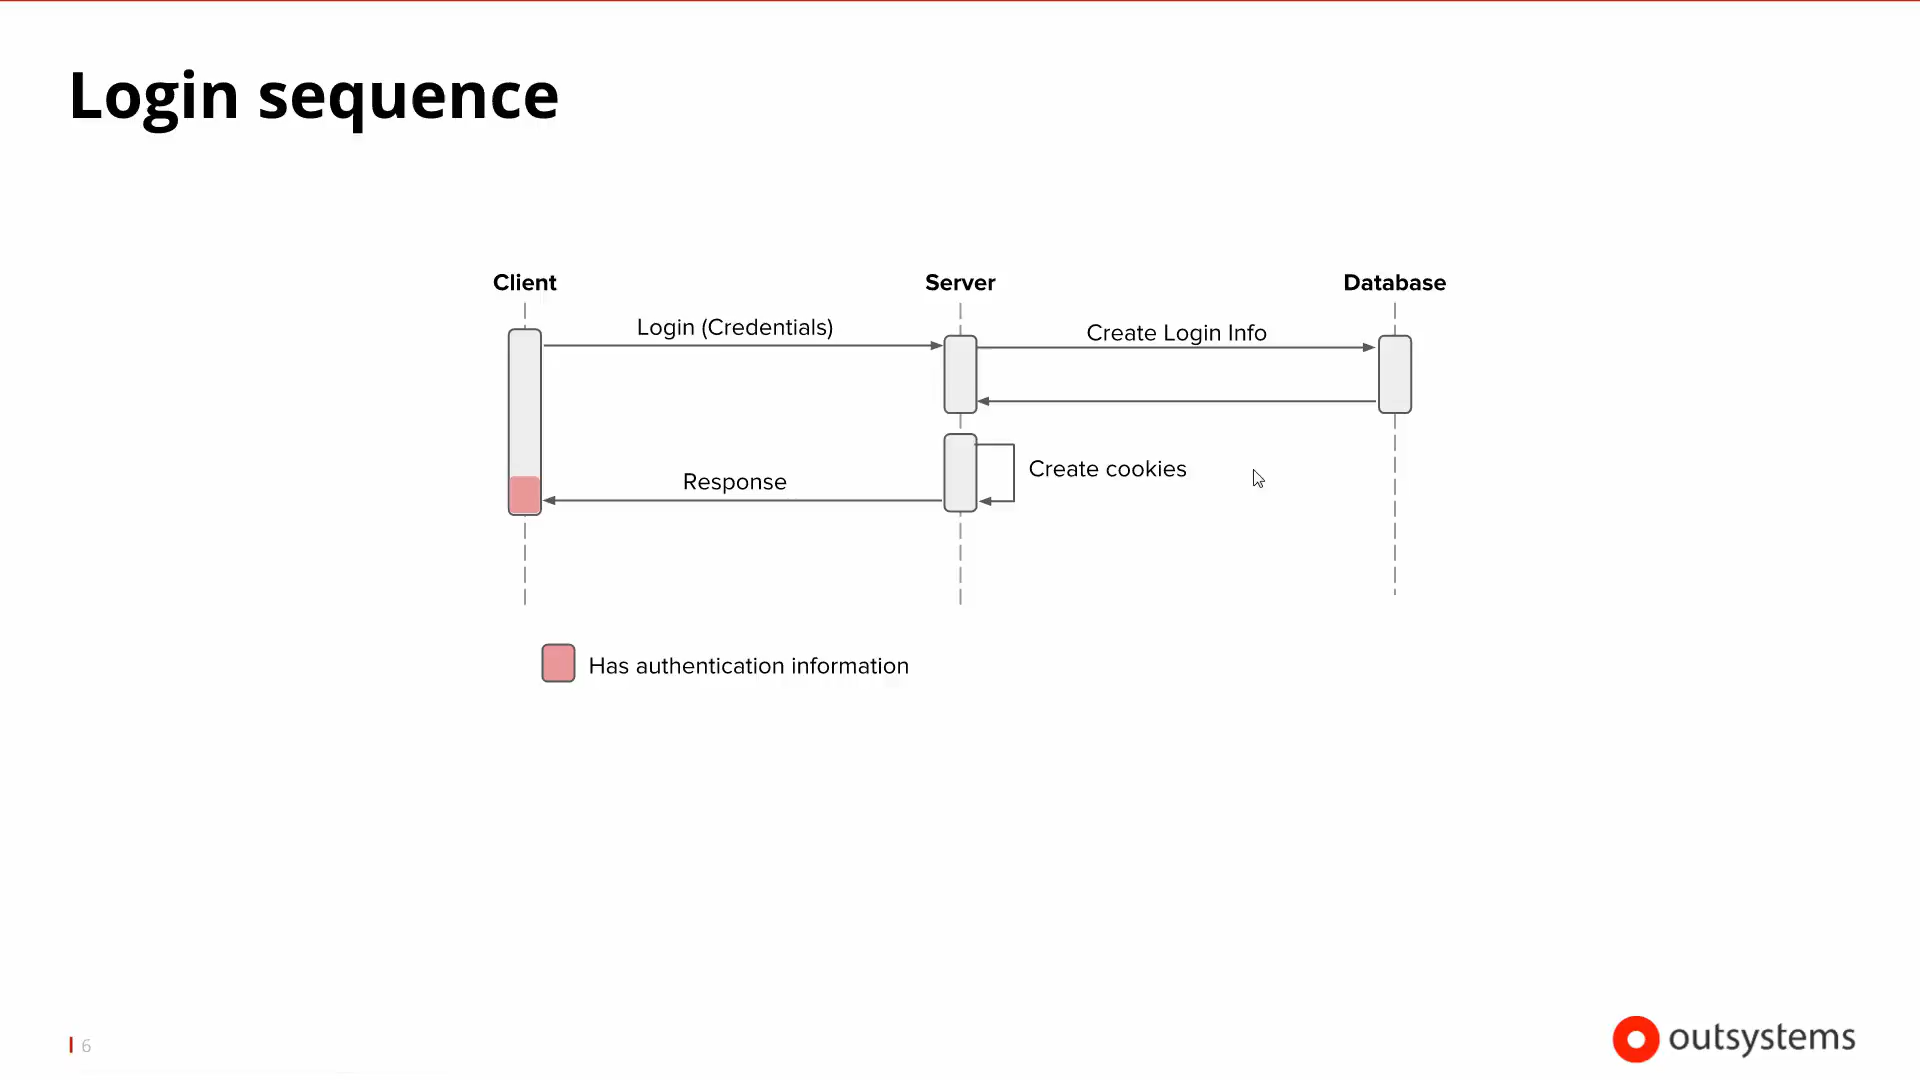 Login sequence
Client
Server
Database
Login (Credentials)
Create Login Info
Create cookies
Response
Has authentication information
6
outsystems